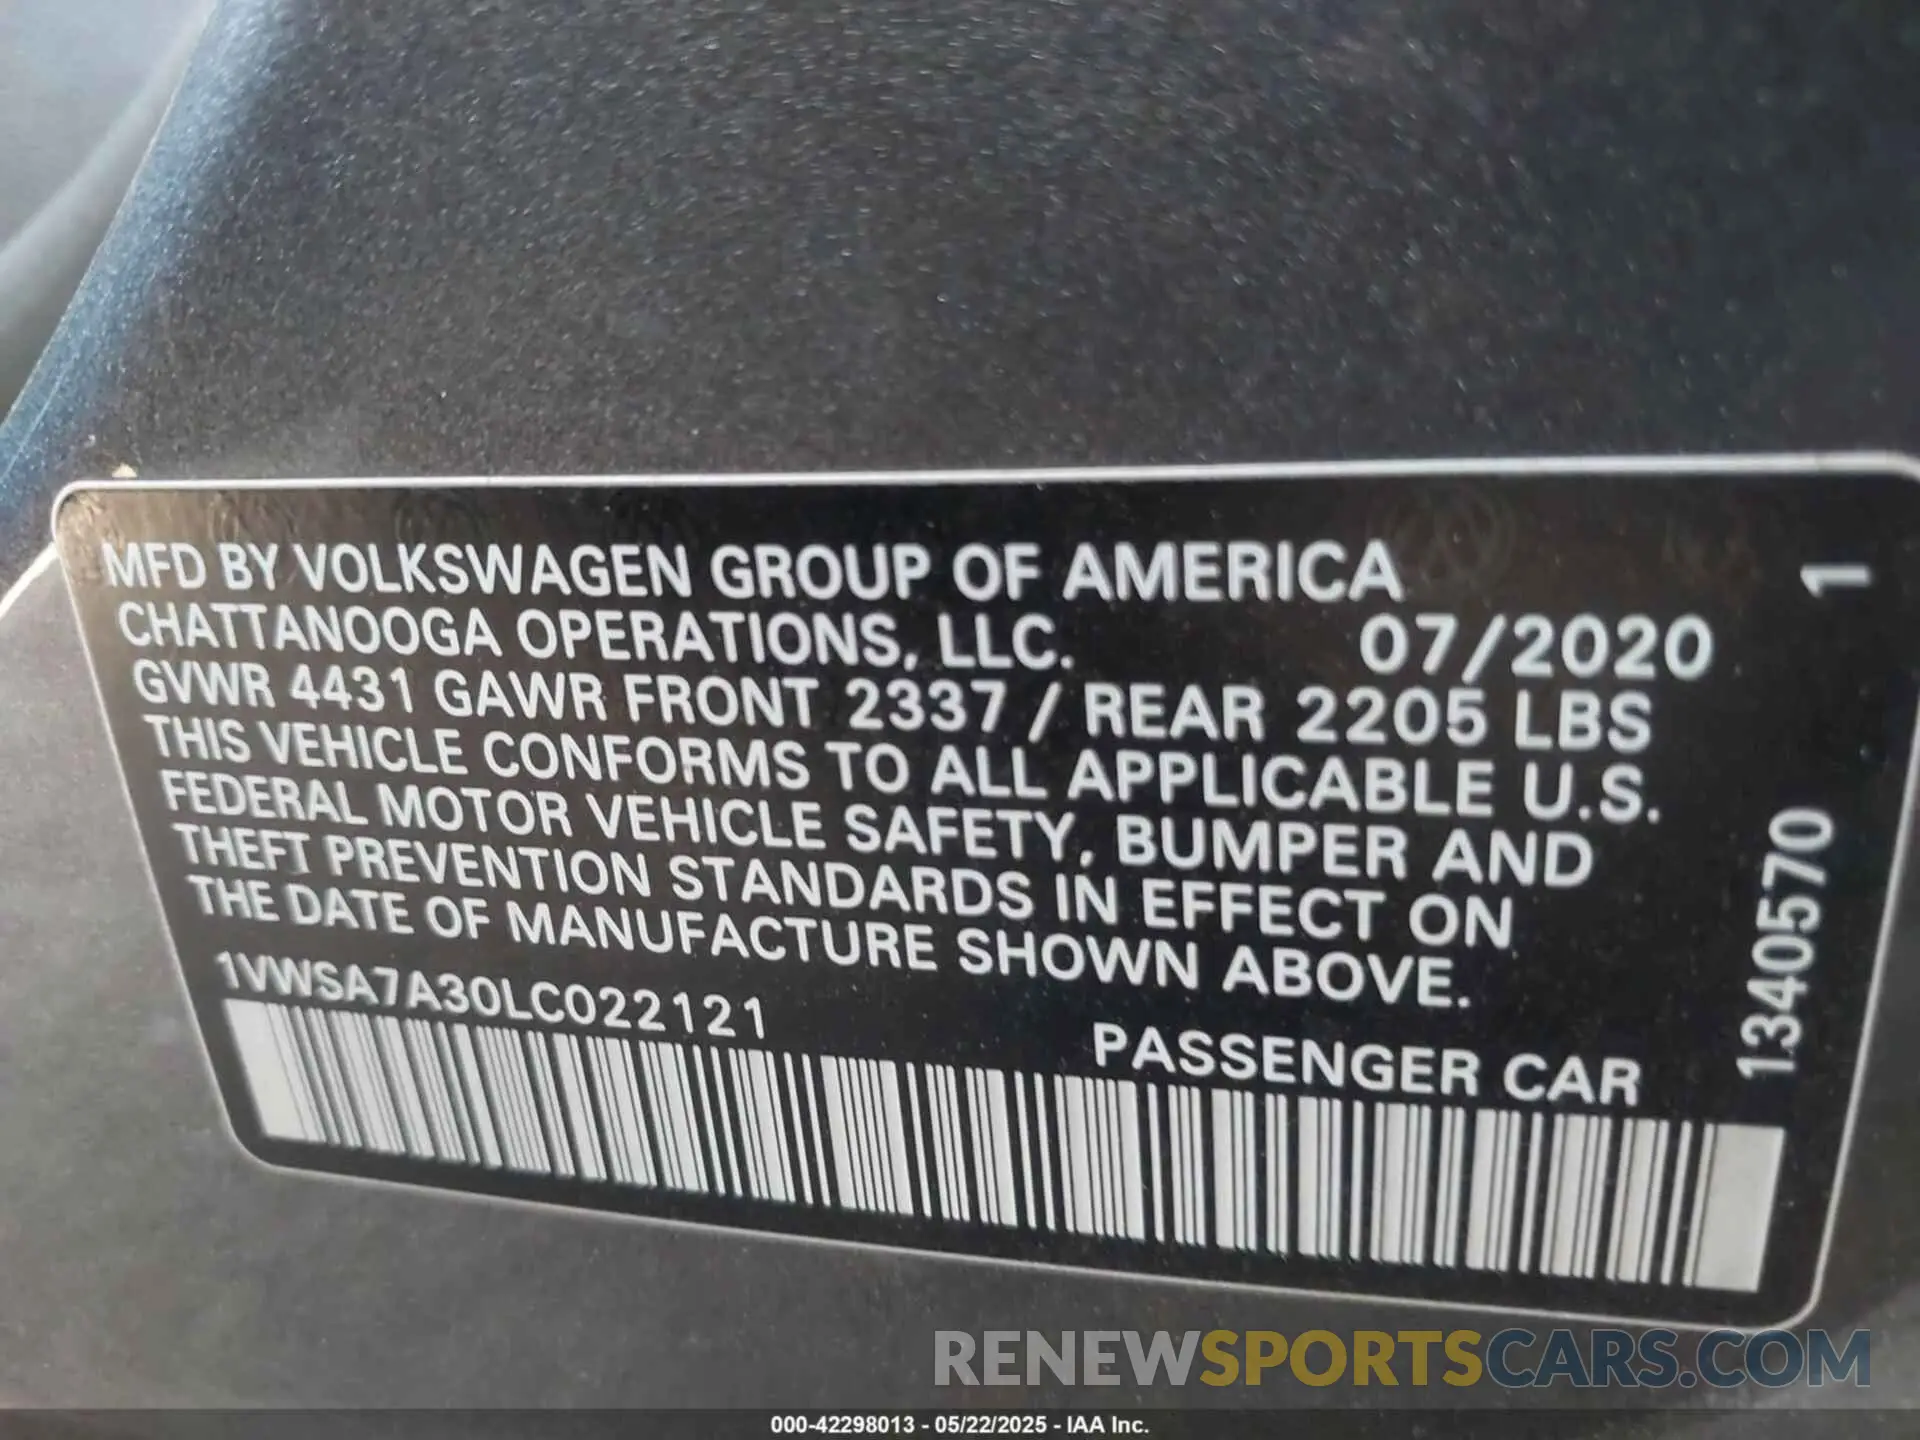 MFD BY VOLKSWAGEN GROUP OF AMERICA
CHATTANOOGA OPERATIONS, LLC. 07/2020
GVWR 4431 GAWR FRONT 2337 / REAR 2205 LBS
THIS VEHICLE CONFORMS TO ALL APPLICABLE U.S.
FEDERAL MOTOR VEHICLE SAFETY, BUMPER AND
THEFT PREVENTION STANDARDS IN EFFECT ON
THE DATE OF MANUFACTURE SHOWN ABOVE.
1VWSA7A30LC022121
PASSENGER CAR
1340570 1
RENEWSPORTSCARS.COM
000-42298013 - 05/22/2025 - IAA Inc.